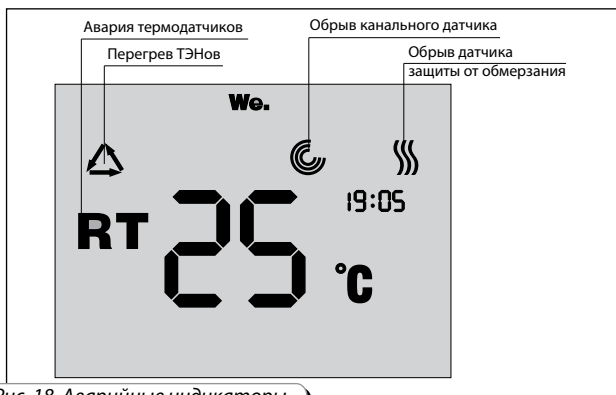 Авария термодатчиков
Обрыв канального датчика
Перегрев ТЭНов
Обрыв датчика
защиты от обмерзания
We.
19:05
RT 25 °C
Рис. 18. Аварийные индикаторы